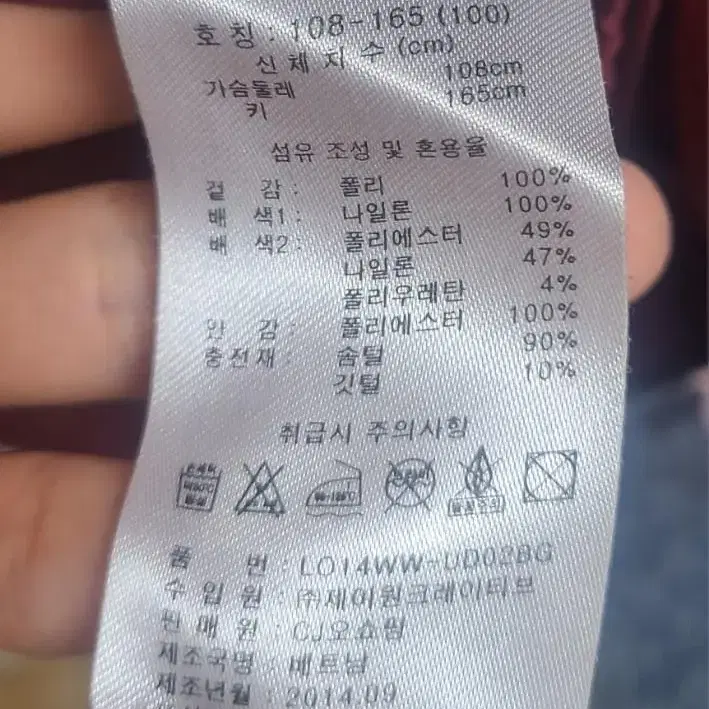 호칭 : 108-165 (100)
신체치수 (cm)
가슴둘레 108cm
키 165cm
섬유 조성 및 혼용율
겉 감 : 폴리 100%
배 색1 : 나일론 100%
배 색2 : 폴리에스터 49%
나일론 47%
폴리우레탄 4%
안 감 : 폴리에스터 100%
충전재 : 솜털 90%
깃털 10%
취급시 주의사항
품 번 : LO14WW-UD02BG
수 입 원 : ㈜제이원크레이티브
판 매 원 : CJ오쇼핑
제조국명 : 베트남
제조년월 : 2014.09